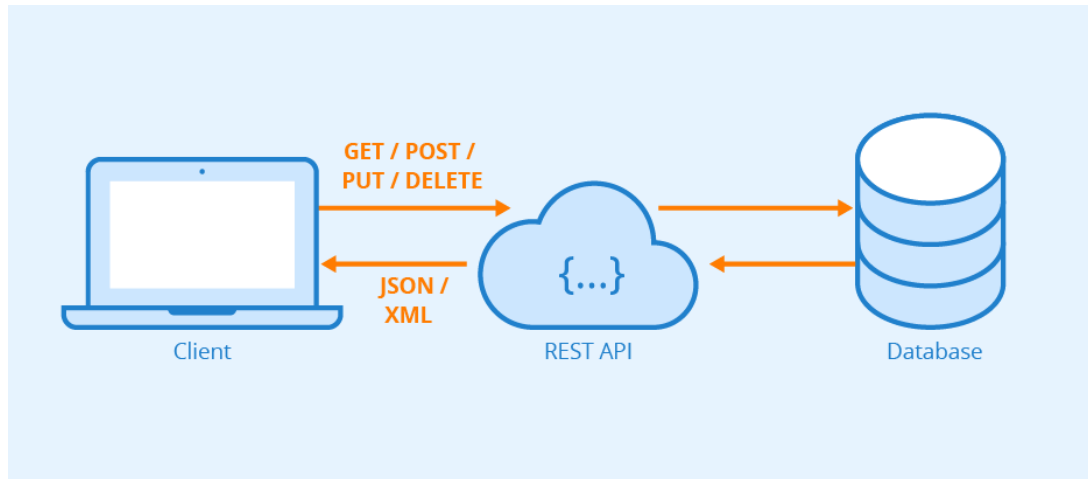 GET / POST /
PUT / DELETE
{...}
JSON /
XML
Client
REST API
Database